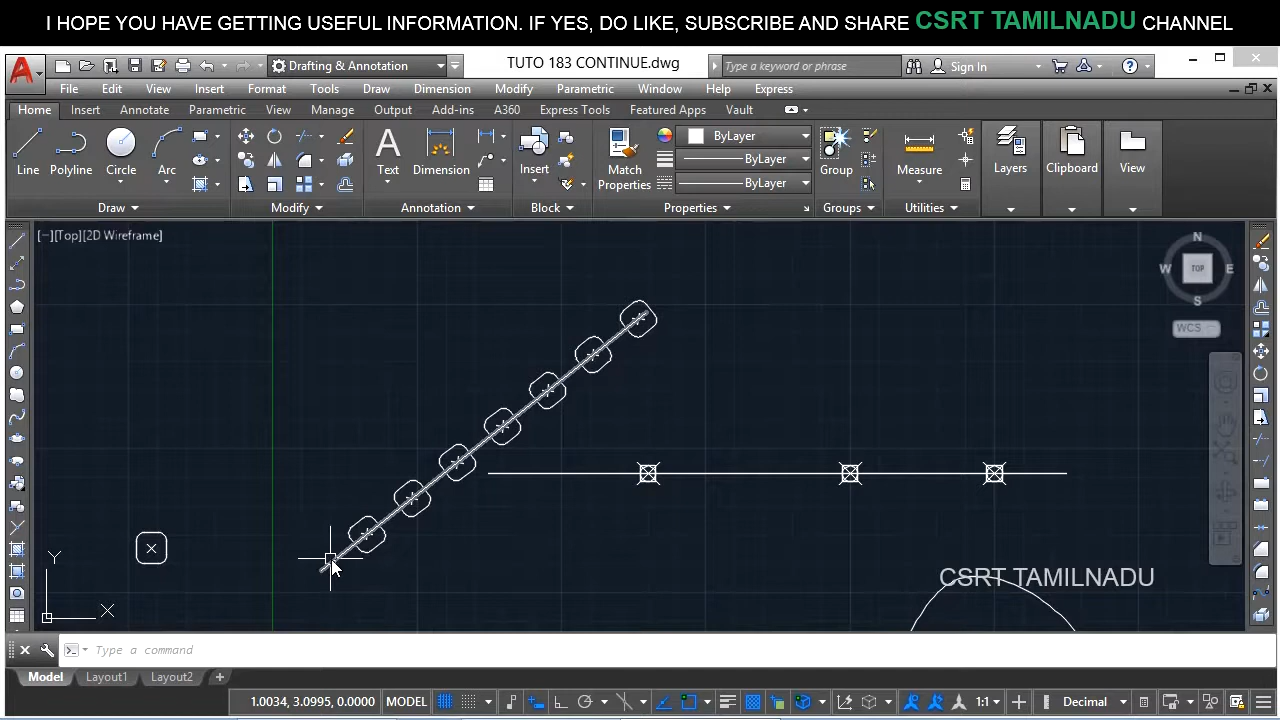 I HOPE YOU HAVE GETTING USEFUL INFORMATION. IF YES, DO LIKE, SUBSCRIBE AND SHARE CSRT TAMILNADU CHANNEL
Drafting & Annotation TUTO 183 CONTINUE.dwg Type a keyword or phrase Sign In
File Edit View Insert Format Tools Draw Dimension Modify Parametric Window Help Express
Home Insert Annotate Parametric View Manage Output Add-ins A360 Express Tools Featured Apps Vault
Line Polyline Circle Arc Text Dimension Insert Match Properties ByLayer ByLayer ByLayer Group Measure Layers Clipboard View
Draw Modify Annotation Block Properties Groups Utilities
[−][Top][2D Wireframe]
N
W TOP E
S
WCS
Y
X
CSRT TAMILNADU
Type a command
Model Layout1 Layout2 +
1.0034, 3.0995, 0.0000 MODEL 1:1 Decimal